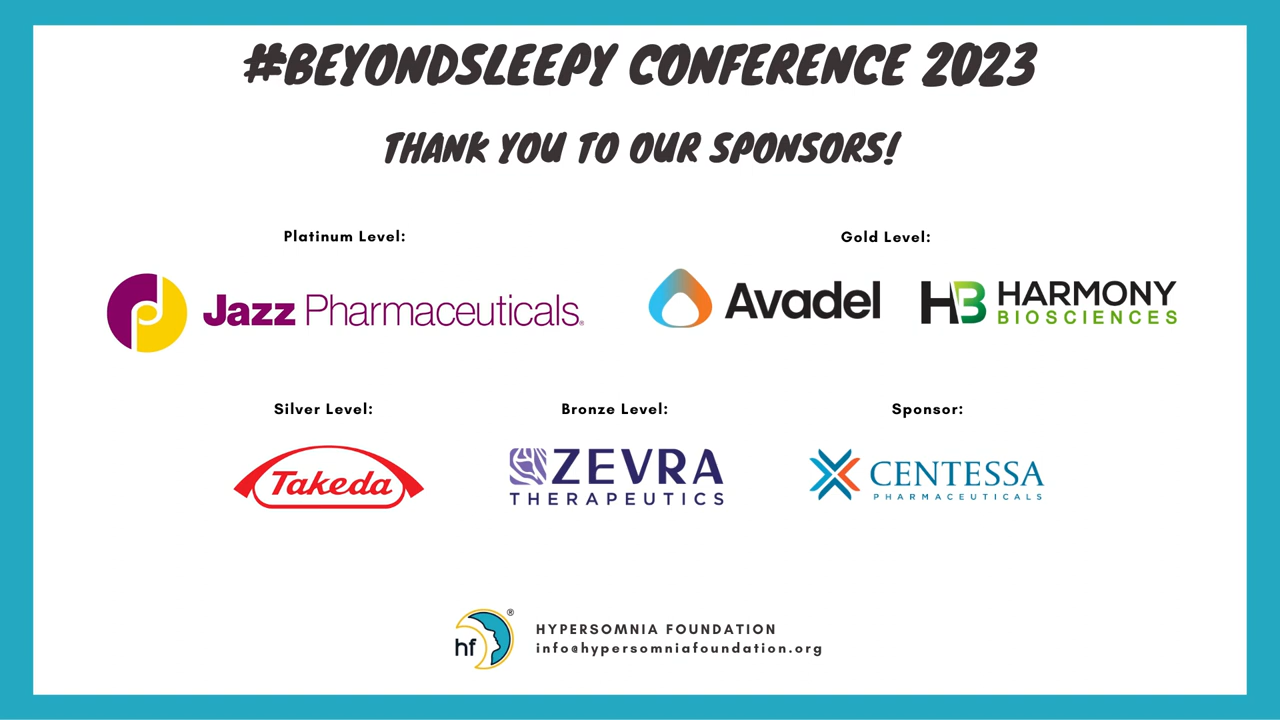 #BEYONDSLEEPY CONFERENCE 2023
THANK YOU TO OUR SPONSORS!
Platinum Level:
Jazz Pharmaceuticals®
Gold Level:
Avadel
HB HARMONY
BIOSCIENCES
Silver Level:
Takeda
Bronze Level:
ZEVRA
THERAPEUTICS
Sponsor:
CENTESSA
PHARMACEUTICALS
hf®
HYPERSOMNIA FOUNDATION
info@hypersomniafoundation.org